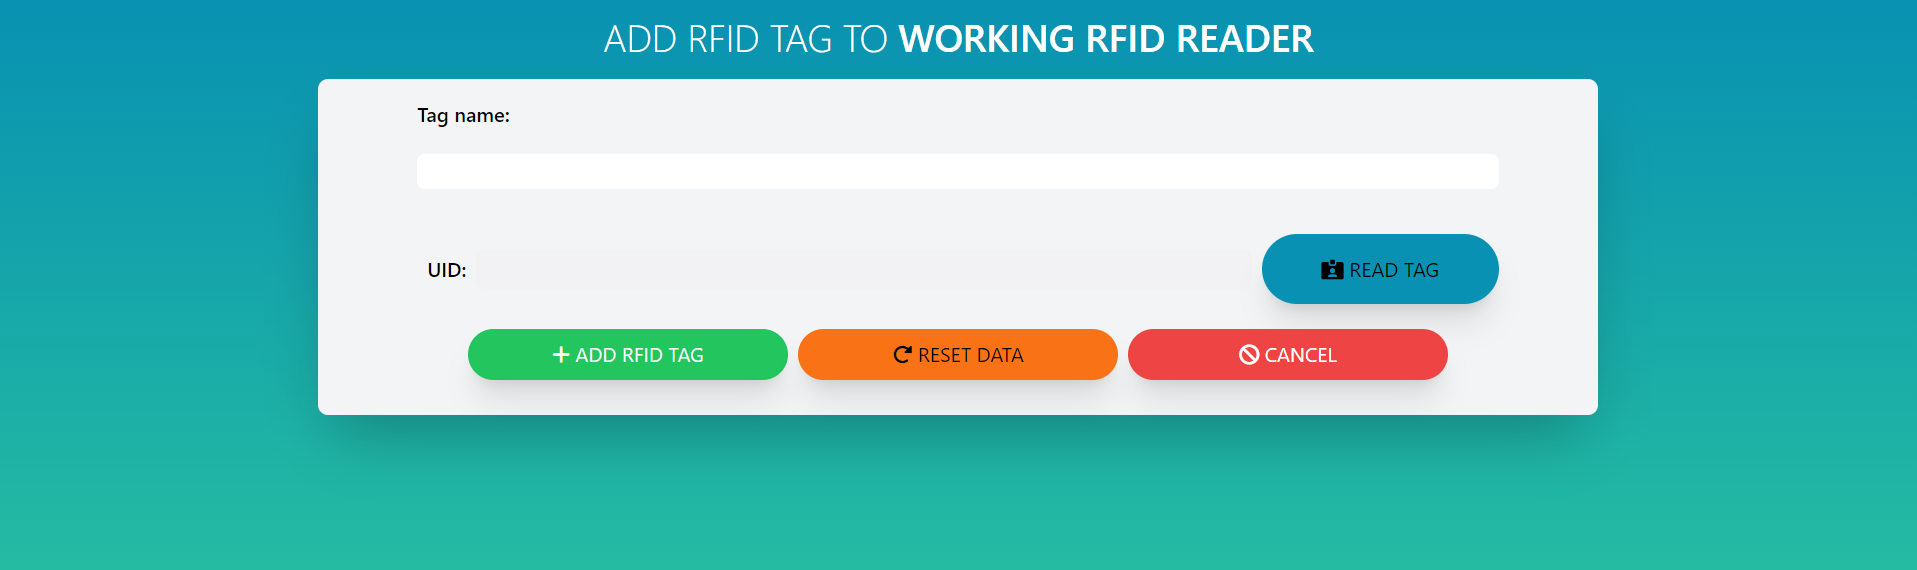 ADD RFID TAG TO WORKING RFID READER
Tag name:
UID:
READ TAG
ADD RFID TAG
RESET DATA
CANCEL